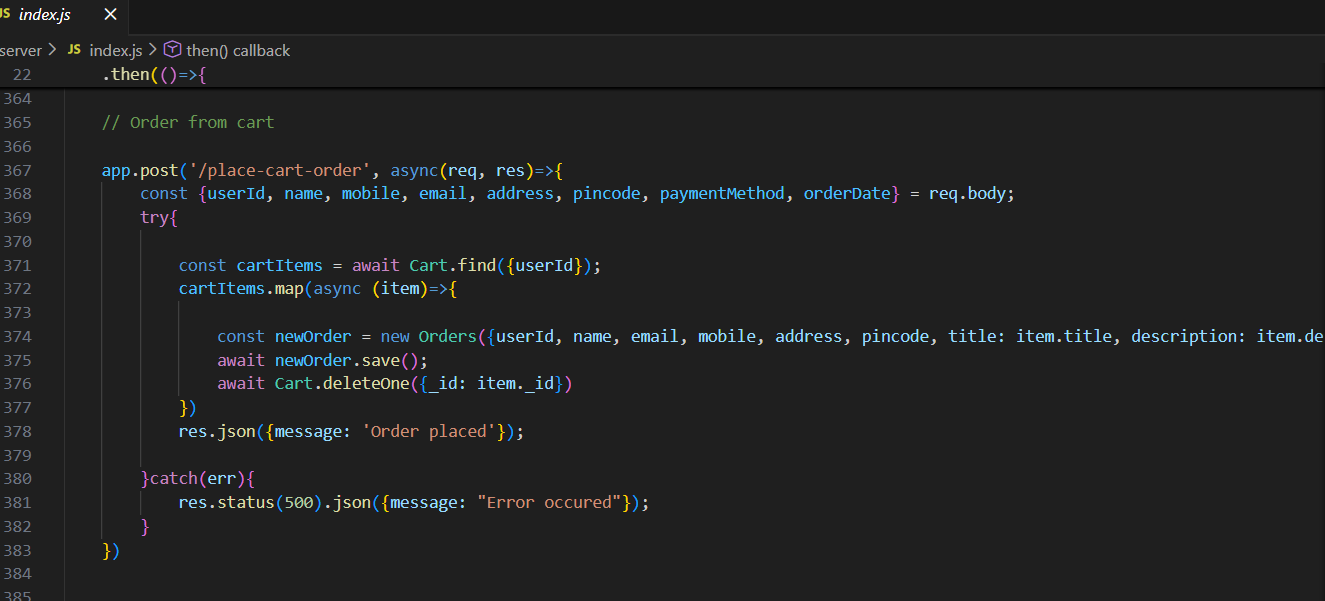 JS index.js ×
server > JS index.js > then() callback
22 .then(()=>{
364
365 // Order from cart
366
367 app.post('/place-cart-order', async(req, res)=>{
368 const {userId, name, mobile, email, address, pincode, paymentMethod, orderDate} = req.body;
369 try{
370
371 const cartItems = await Cart.find({userId});
372 cartItems.map(async (item)=>{
373
374 const newOrder = new Orders({userId, name, email, mobile, address, pincode, title: item.title, description: item.de
375 await newOrder.save();
376 await Cart.deleteOne({_id: item._id})
377 })
378 res.json({message: 'Order placed'});
379
380 }catch(err){
381 res.status(500).json({message: "Error occured"});
382 }
383 })
384
385